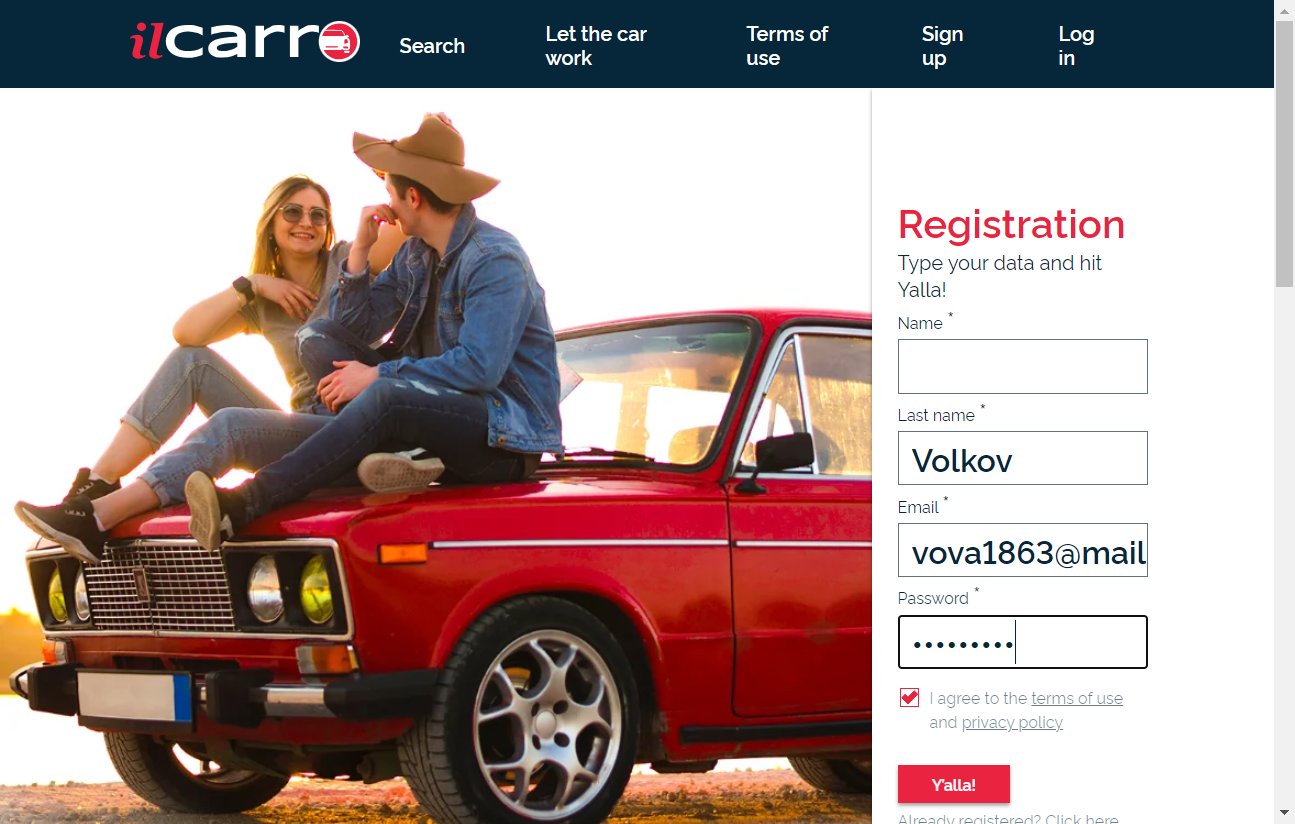 ilcarro
Search
Let the car work
Terms of use
Sign up
Log in
Registration
Type your data and hit
Yalla!
Name *
Last name *
Volkov
Email *
vova1863@mail
Password *
•••••••••
I agree to the terms of use
and privacy policy
Y'alla!
Already registered? Click here